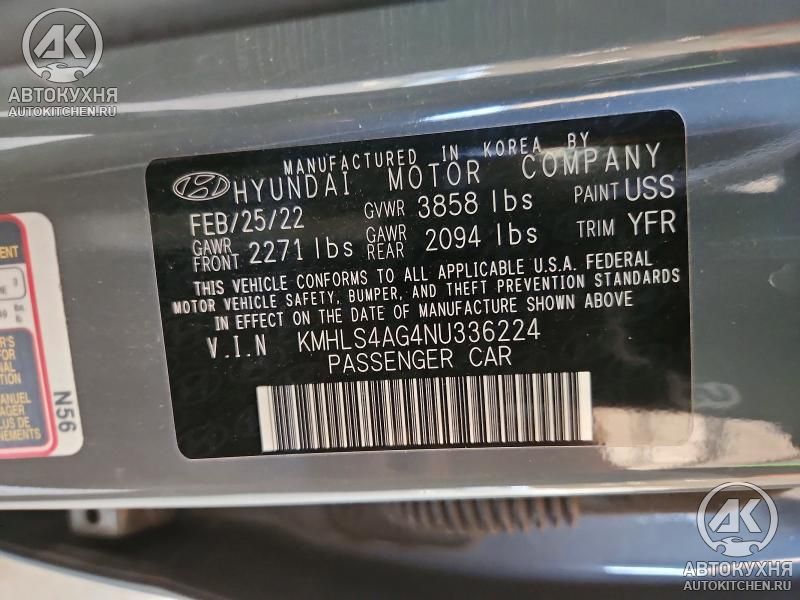 AK
АВТОКУХНЯ
AUTOKITCHEN.RU
MANUFACTURED IN KOREA BY
HYUNDAI MOTOR COMPANY
FEB/25/22 GVWR 3858 lbs PAINT USS
GAWR FRONT 2271 lbs GAWR REAR 2094 lbs TRIM YFR
THIS VEHICLE CONFORMS TO ALL APPLICABLE U.S.A. FEDERAL
MOTOR VEHICLE SAFETY, BUMPER, AND THEFT PREVENTION STANDARDS
IN EFFECT ON THE DATE OF MANUFACTURE SHOWN ABOVE
V.I.N KMHLS4AG4NU336224
PASSENGER CAR
N56
AK
АВТОКУХНЯ
AUTOKITCHEN.RU